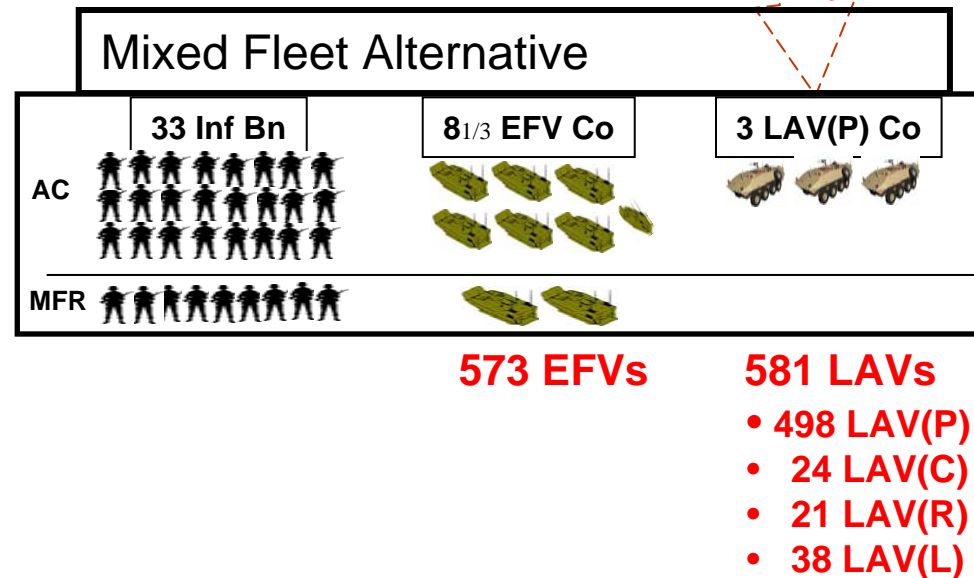 Mixed Fleet Alternative
33 Inf Bn
81/3 EFV Co
3 LAV(P) Co
AC
MFR
573 EFVs
581 LAVs
• 498 LAV(P)
• 24 LAV(C)
• 21 LAV(R)
• 38 LAV(L)